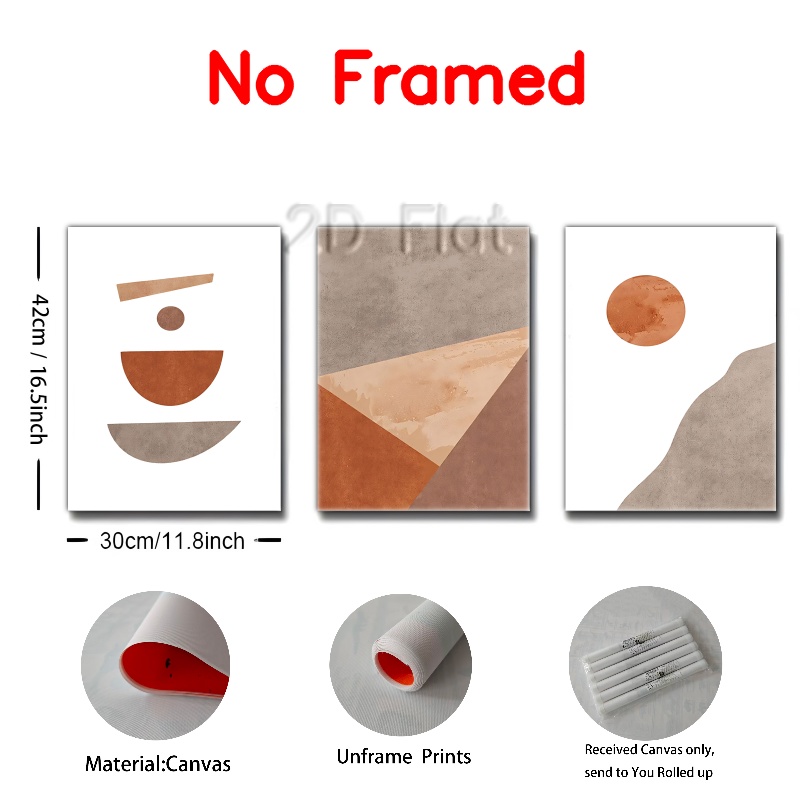 No Framed
2D Flat
42cm / 16.5inch
30cm/11.8inch
Material:Canvas
Unframe Prints
Received Canvas only,
send to You Rolled up